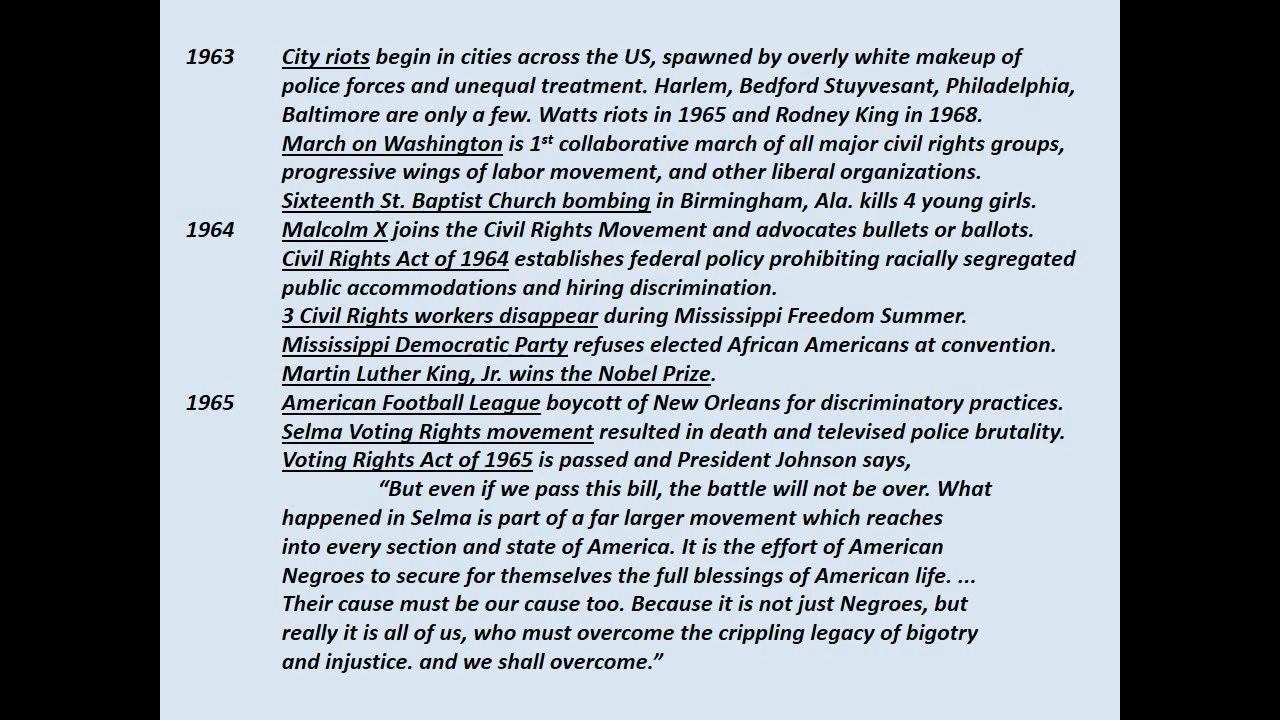 1963 City riots begin in cities across the US, spawned by overly white makeup of
police forces and unequal treatment. Harlem, Bedford Stuyvesant, Philadelphia,
Baltimore are only a few. Watts riots in 1965 and Rodney King in 1968.
March on Washington is 1st collaborative march of all major civil rights groups,
progressive wings of labor movement, and other liberal organizations.
Sixteenth St. Baptist Church bombing in Birmingham, Ala. kills 4 young girls.
1964 Malcolm X joins the Civil Rights Movement and advocates bullets or ballots.
Civil Rights Act of 1964 establishes federal policy prohibiting racially segregated
public accommodations and hiring discrimination.
3 Civil Rights workers disappear during Mississippi Freedom Summer.
Mississippi Democratic Party refuses elected African Americans at convention.
Martin Luther King, Jr. wins the Nobel Prize.
1965 American Football League boycott of New Orleans for discriminatory practices.
Selma Voting Rights movement resulted in death and televised police brutality.
Voting Rights Act of 1965 is passed and President Johnson says,
“But even if we pass this bill, the battle will not be over. What
happened in Selma is part of a far larger movement which reaches
into every section and state of America. It is the effort of American
Negroes to secure for themselves the full blessings of American life. ...
Their cause must be our cause too. Because it is not just Negroes, but
really it is all of us, who must overcome the crippling legacy of bigotry
and injustice. and we shall overcome.”